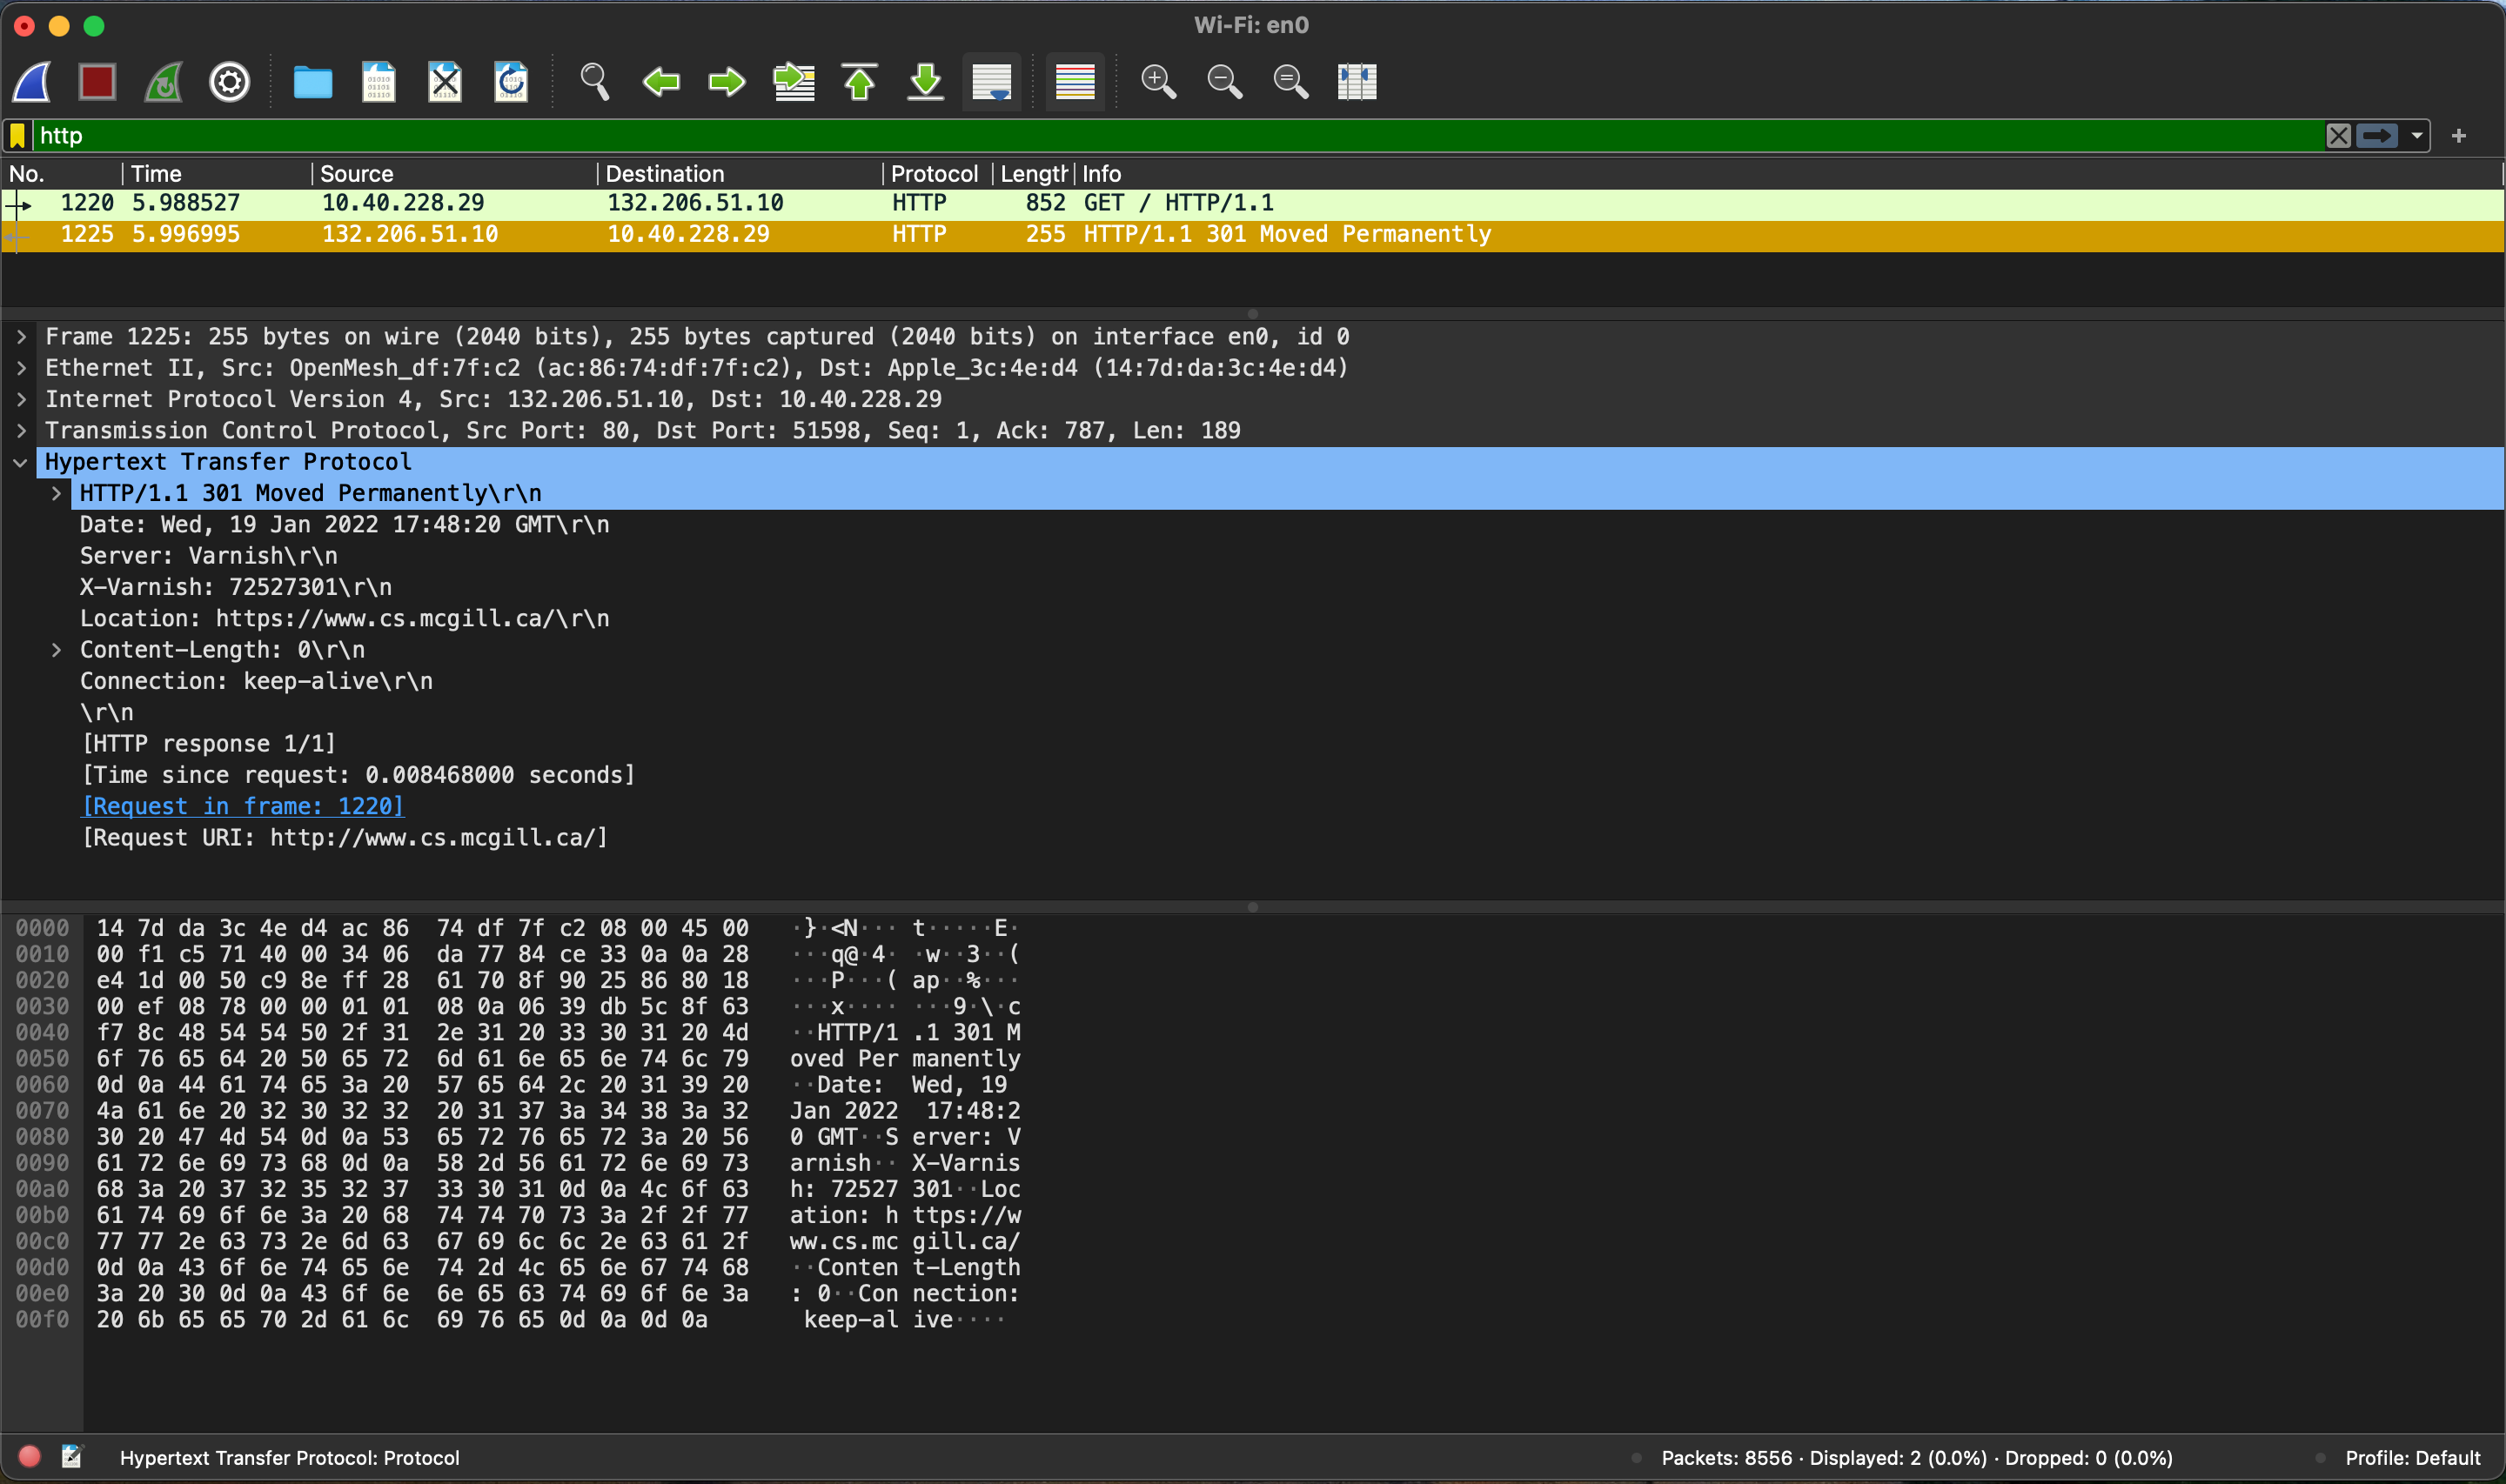 Wi-Fi: en0
http
No. Time Source Destination Protocol Length Info
1220 5.988527 10.40.228.29 132.206.51.10 HTTP 852 GET / HTTP/1.1
1225 5.996995 132.206.51.10 10.40.228.29 HTTP 255 HTTP/1.1 301 Moved Permanently
Frame 1225: 255 bytes on wire (2040 bits), 255 bytes captured (2040 bits) on interface en0, id 0
Ethernet II, Src: OpenMesh_df:7f:c2 (ac:86:74:df:7f:c2), Dst: Apple_3c:4e:d4 (14:7d:da:3c:4e:d4)
Internet Protocol Version 4, Src: 132.206.51.10, Dst: 10.40.228.29
Transmission Control Protocol, Src Port: 80, Dst Port: 51598, Seq: 1, Ack: 787, Len: 189
Hypertext Transfer Protocol
HTTP/1.1 301 Moved Permanently\r\n
Date: Wed, 19 Jan 2022 17:48:20 GMT\r\n
Server: Varnish\r\n
X-Varnish: 72527301\r\n
Location: https://www.cs.mcgill.ca/\r\n
Content-Length: 0\r\n
Connection: keep-alive\r\n
\r\n
[HTTP response 1/1]
[Time since request: 0.008468000 seconds]
[Request in frame: 1220]
[Request URI: http://www.cs.mcgill.ca/]
0000 14 7d da 3c 4e d4 ac 86 74 df 7f c2 08 00 45 00 ·}·<N··· t·····E·
0010 00 f1 c5 71 40 00 34 06 da 77 84 ce 33 0a 0a 28 ···q@·4· ·w··3··(
0020 e4 1d 00 50 c9 8e ff 28 61 70 8f 90 25 86 80 18 ···P···( ap··%···
0030 00 ef 08 78 00 00 01 01 08 0a 06 39 db 5c 8f 63 ···x···· ···9·\·c
0040 f7 8c 48 54 54 50 2f 31 2e 31 20 33 30 31 20 4d ··HTTP/1 .1 301 M
0050 6f 76 65 64 20 50 65 72 6d 61 6e 65 6e 74 6c 79 oved Per manently
0060 0d 0a 44 61 74 65 3a 20 57 65 64 2c 20 31 39 20 ··Date: Wed, 19
0070 4a 61 6e 20 32 30 32 32 20 31 37 3a 34 38 3a 32 Jan 2022 17:48:2
0080 30 20 47 4d 54 0d 0a 53 65 72 76 65 72 3a 20 56 0 GMT··S erver: V
0090 61 72 6e 69 73 68 0d 0a 58 2d 56 61 72 6e 69 73 arnish·· X-Varnis
00a0 68 3a 20 37 32 35 32 37 33 30 31 0d 0a 4c 6f 63 h: 72527 301··Loc
00b0 61 74 69 6f 6e 3a 20 68 74 74 70 73 3a 2f 2f 77 ation: h ttps://w
00c0 77 77 2e 63 73 2e 6d 63 67 69 6c 6c 2e 63 61 2f ww.cs.mc gill.ca/
00d0 0d 0a 43 6f 6e 74 65 6e 74 2d 4c 65 6e 67 74 68 ··Conten t-Length
00e0 3a 20 30 0d 0a 43 6f 6e 6e 65 63 74 69 6f 6e 3a : 0··Con nection:
00f0 20 6b 65 65 70 2d 61 6c 69 76 65 0d 0a 0d 0a keep-al ive····
Hypertext Transfer Protocol: Protocol
Packets: 8556 · Displayed: 2 (0.0%) · Dropped: 0 (0.0%)
Profile: Default